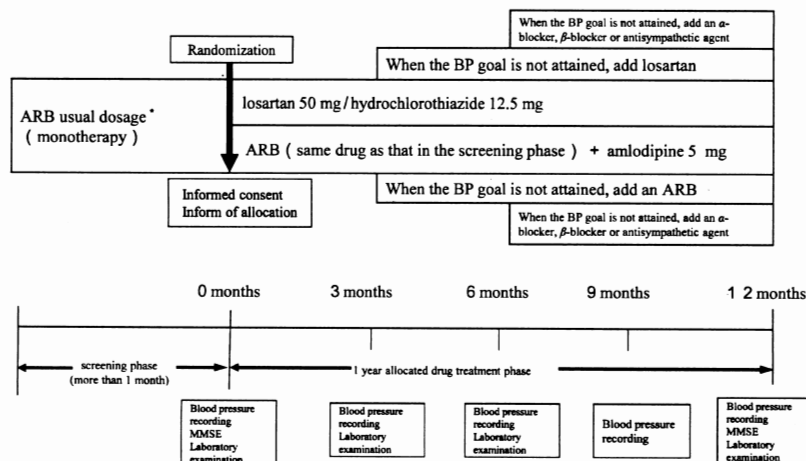 When the BP goal is not attained, add an α-
blocker, β-blocker or antisympathetic agent
Randomization
When the BP goal is not attained, add losartan
ARB usual dosage*
( monotherapy )
losartan 50 mg/hydrochlorothiazide 12.5 mg
ARB ( same drug as that in the screening phase ) + amlodipine 5 mg
Informed consent
Inform of allocation
When the BP goal is not attained, add an ARB
When the BP goal is not attained, add an α-
blocker, β-blocker or antisympathetic agent
0 months
3 months
6 months
9 months
1 2 months
screening phase
(more than 1 month)
1 year allocated drug treatment phase
Blood pressure
recording
MMSE
Laboratory
examination
Blood pressure
recording
Laboratory
examination
Blood pressure
recording
Laboratory
examination
Blood pressure
recording
Blood pressure
recording
MMSE
Laboratory
examination